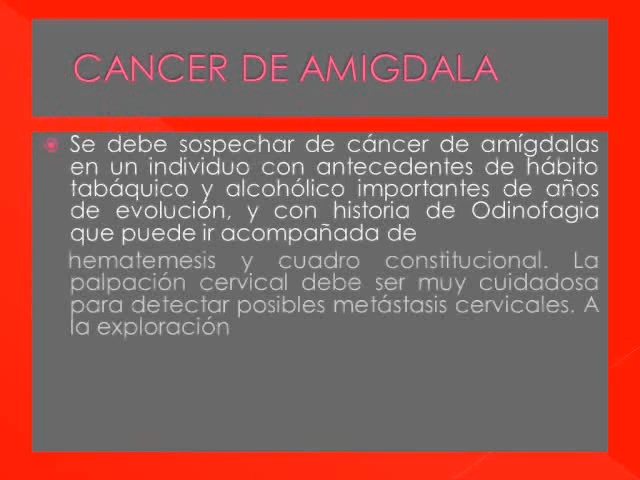 CANCER DE AMIGDALA
Se debe sospechar de cáncer de amígdalas
en un individuo con antecedentes de hábito
tabáquico y alcohólico importantes de años
de evolución, y con historia de Odinofagia
que puede ir acompañada de
hematemesis y cuadro constitucional. La
palpación cervical debe ser muy cuidadosa
para detectar posibles metástasis cervicales. A
la exploración